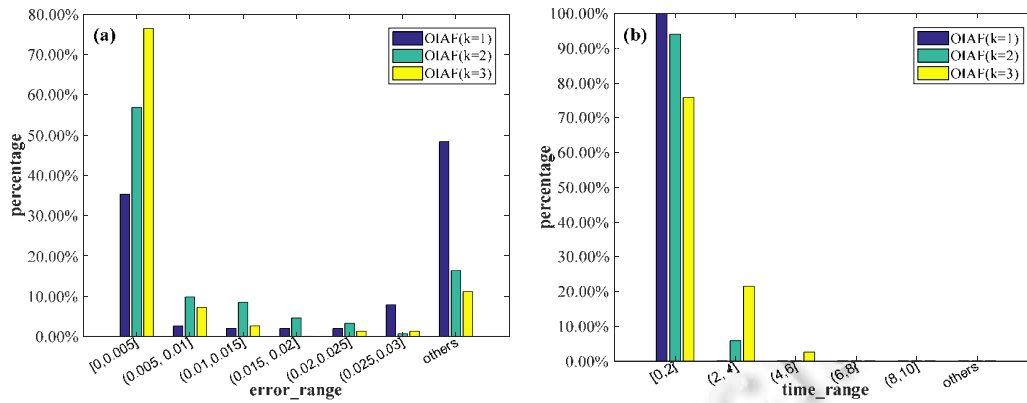 (a)
OIAF(k=1)
OIAF(k=2)
OIAF(k=3)
80.00%
70.00%
60.00%
50.00%
40.00%
30.00%
20.00%
10.00%
0.00%
percentage
[0,0.005]
(0.005, 0.01]
(0.01,0.015]
(0.015, 0.02]
(0.02,0.025]
(0.025,0.03]
others
error_range
(b)
OIAF(k=1)
OIAF(k=2)
OIAF(k=3)
100.00%
90.00%
80.00%
70.00%
60.00%
50.00%
40.00%
30.00%
20.00%
10.00%
0.00%
percentage
[0,2]
(2, 4]
(4,6]
(6,8]
(8,10]
others
time_range